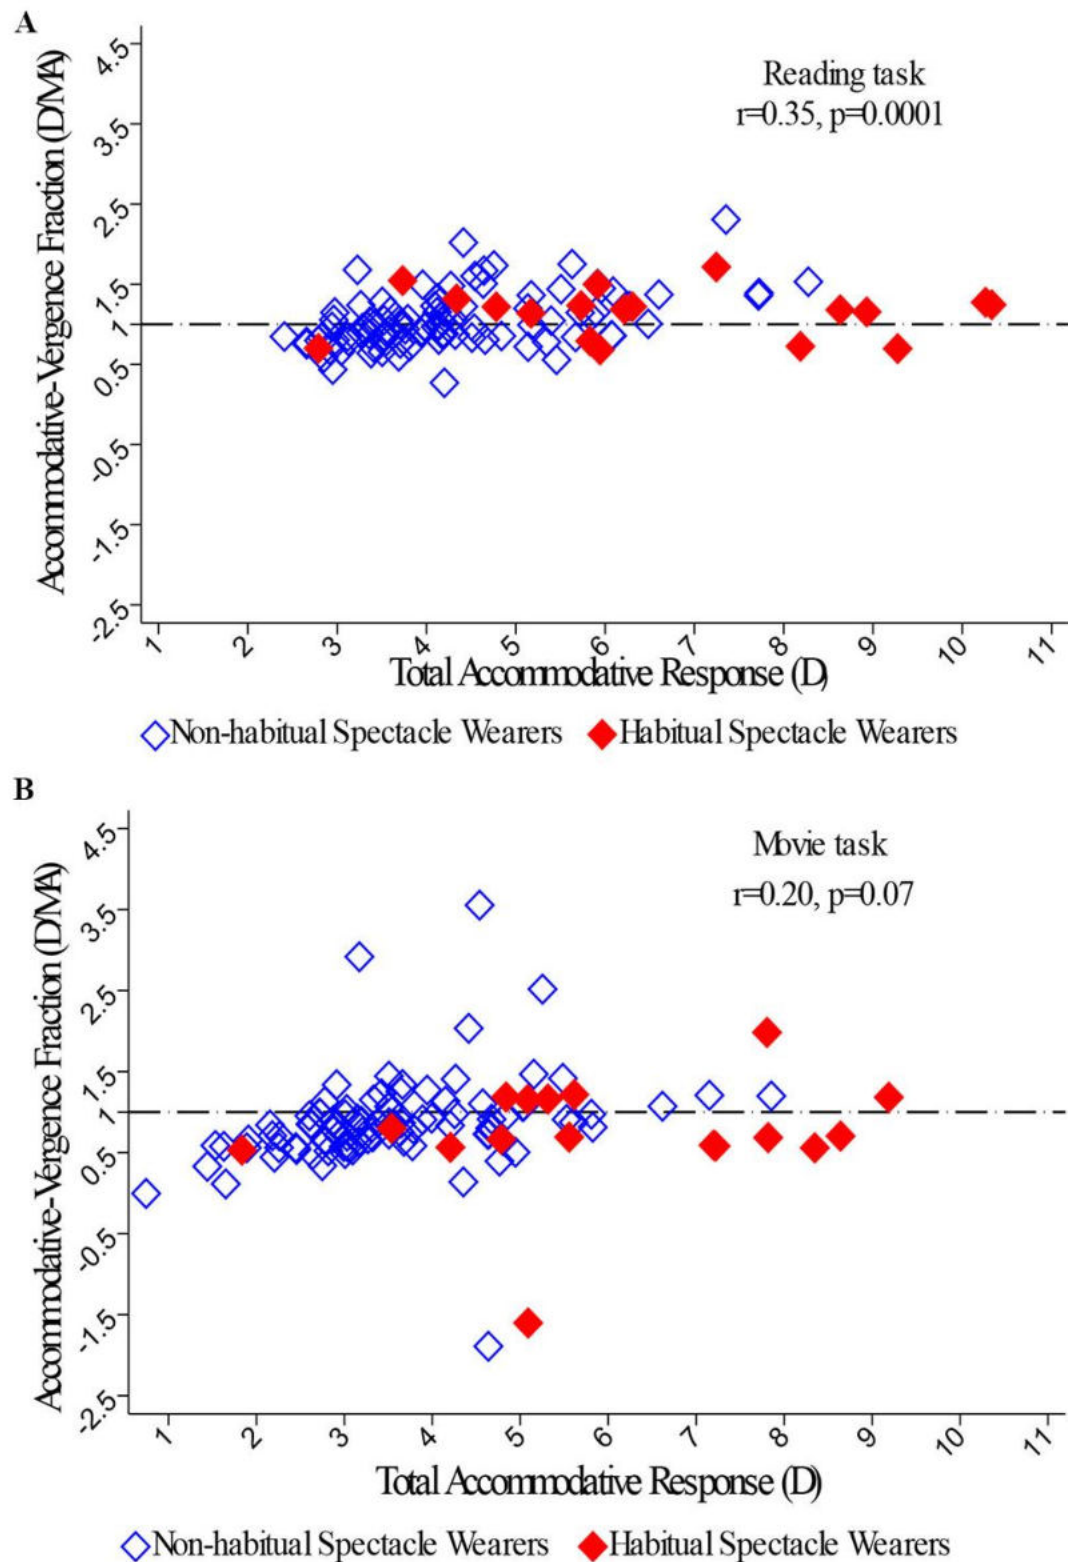 A
Accommodative-Vergence Fraction (D/MA)
4.5
3.5
2.5
1.5
1
0.5
-0.5
-1.5
-2.5
Reading task
r=0.35, p=0.0001
1 2 3 4 5 6 7 8 9 10 11
Total Accommodative Response (D)
Non-habitual Spectacle Wearers Habitual Spectacle Wearers
B
Accommodative-Vergence Fraction (D/MA)
4.5
3.5
2.5
1.5
1
0.5
-0.5
-1.5
-2.5
Movie task
r=0.20, p=0.07
1 2 3 4 5 6 7 8 9 10 11
Total Accommodative Response (D)
Non-habitual Spectacle Wearers Habitual Spectacle Wearers